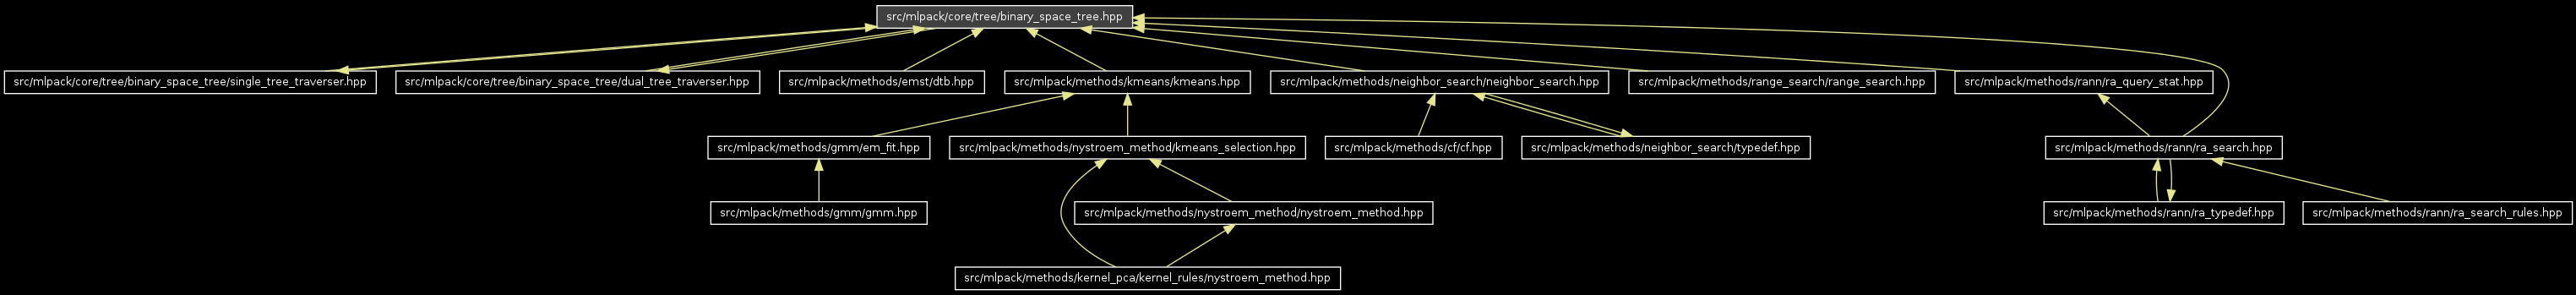 src/mlpack/core/tree/binary_space_tree.hpp
src/mlpack/core/tree/binary_space_tree/single_tree_traverser.hpp
src/mlpack/core/tree/binary_space_tree/dual_tree_traverser.hpp
src/mlpack/methods/emst/dtb.hpp
src/mlpack/methods/kmeans/kmeans.hpp
src/mlpack/methods/neighbor_search/neighbor_search.hpp
src/mlpack/methods/range_search/range_search.hpp
src/mlpack/methods/rann/ra_query_stat.hpp
src/mlpack/methods/gmm/em_fit.hpp
src/mlpack/methods/nystroem_method/kmeans_selection.hpp
src/mlpack/methods/cf/cf.hpp
src/mlpack/methods/neighbor_search/typedef.hpp
src/mlpack/methods/rann/ra_search.hpp
src/mlpack/methods/gmm/gmm.hpp
src/mlpack/methods/nystroem_method/nystroem_method.hpp
src/mlpack/methods/rann/ra_typedef.hpp
src/mlpack/methods/rann/ra_search_rules.hpp
src/mlpack/methods/kernel_pca/kernel_rules/nystroem_method.hpp